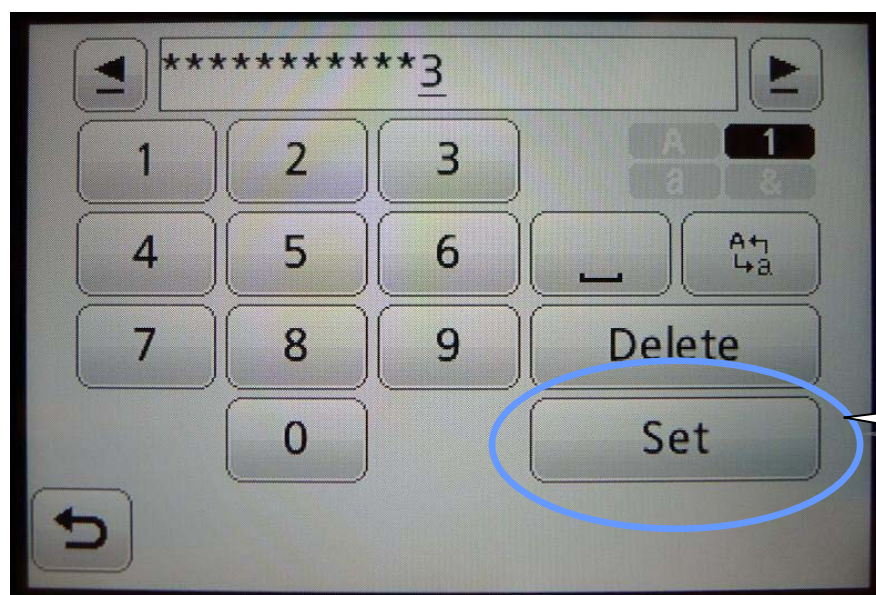 ************3
1 2 3 A 1
a &
4 5 6 A a
7 8 9 Delete
0 Set